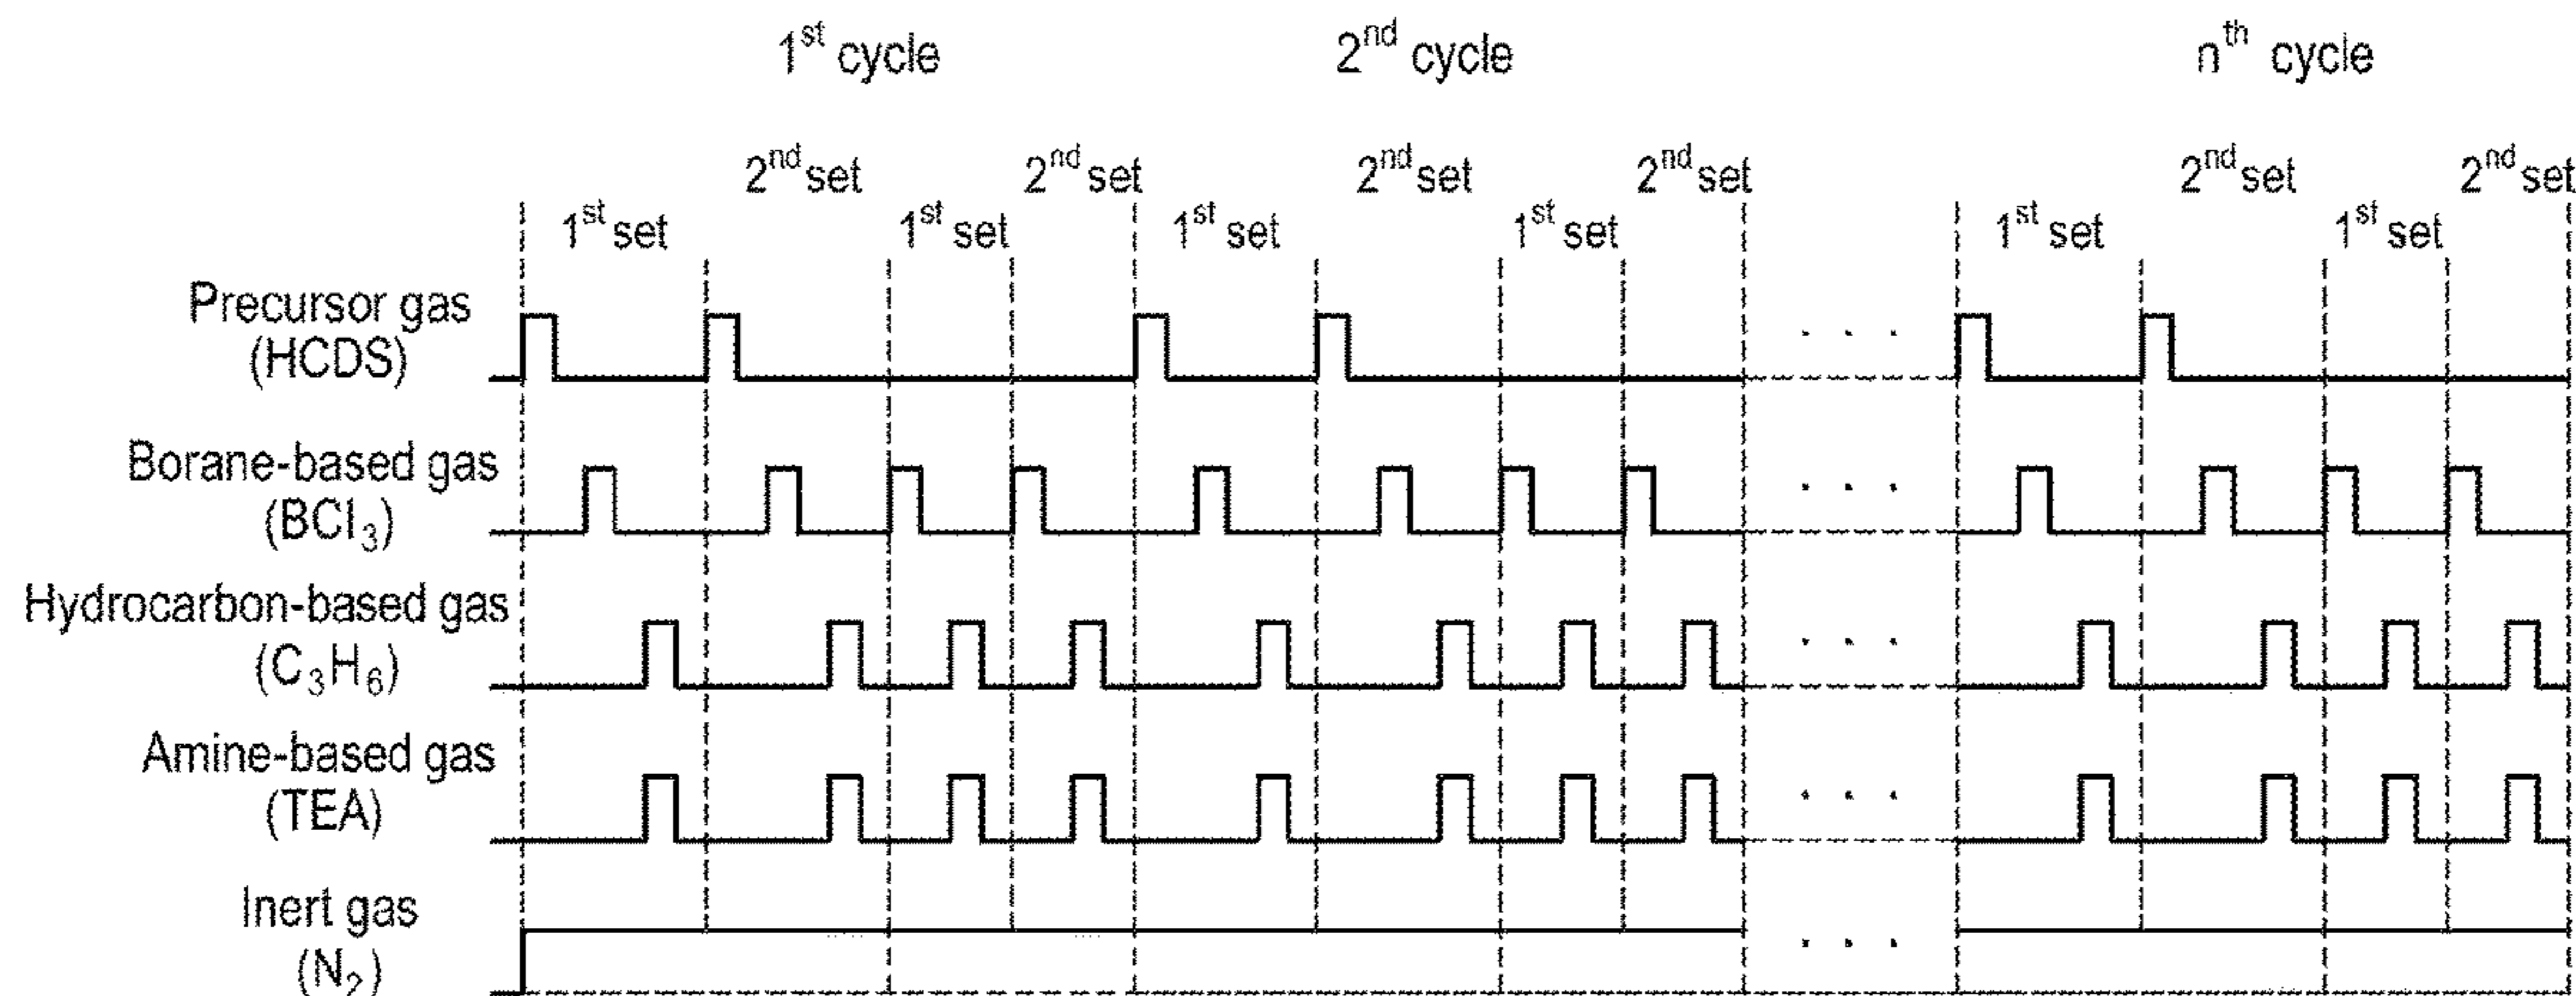 1st cycle 2nd cycle nth cycle
2nd set 2nd set 2nd set 2nd set 2nd set 2nd set
1st set 1st set 1st set 1st set 1st set 1st set
Precursor gas
(HCDS)
. . .
Borane-based gas
(BCl3)
. . .
Hydrocarbon-based gas
(C3H6)
. . .
Amine-based gas
(TEA)
. . .
Inert gas
(N2)
. . .